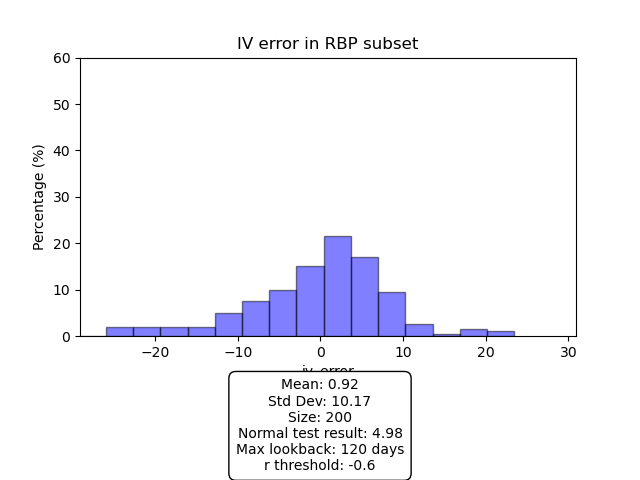 IV error in RBP subset
Percentage (%)
60
50
40
30
20
10
0
−20
−10
0
10
20
30
iv_error
Mean: 0.92
Std Dev: 10.17
Size: 200
Normal test result: 4.98
Max lookback: 120 days
r threshold: -0.6